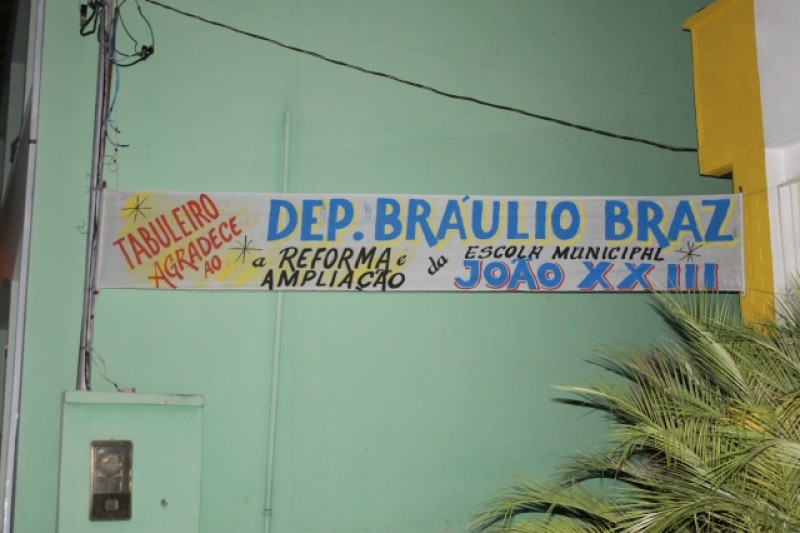 TABULEIRO
AGRADECE
AO
DEP. BRÁULIO BRAZ
a REFORMA e
AMPLIAÇÃO
da
ESCOLA MUNICIPAL
JOÃO XXIII